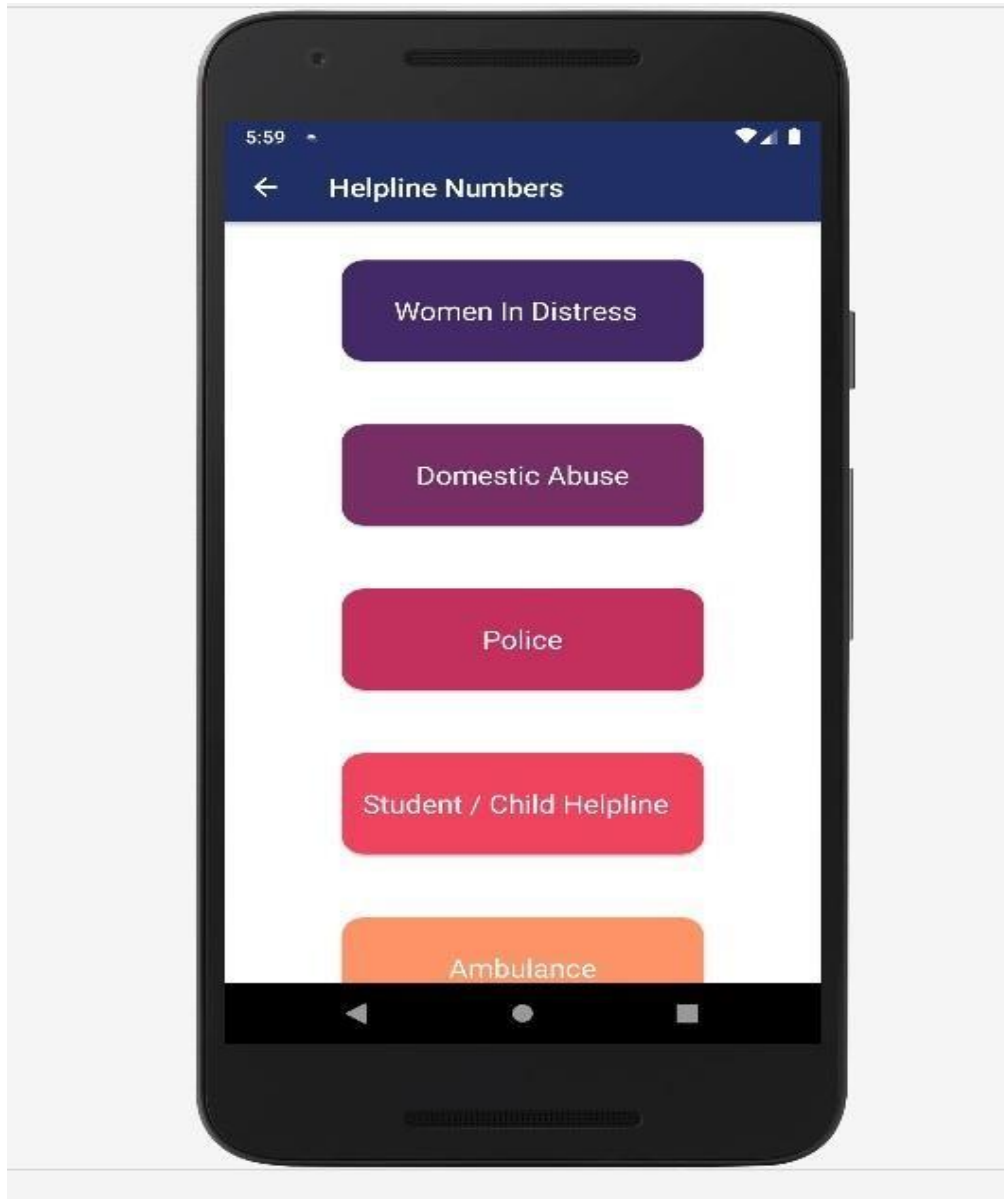 5:59
Helpline Numbers
Women In Distress
Domestic Abuse
Police
Student / Child Helpline
Ambulance